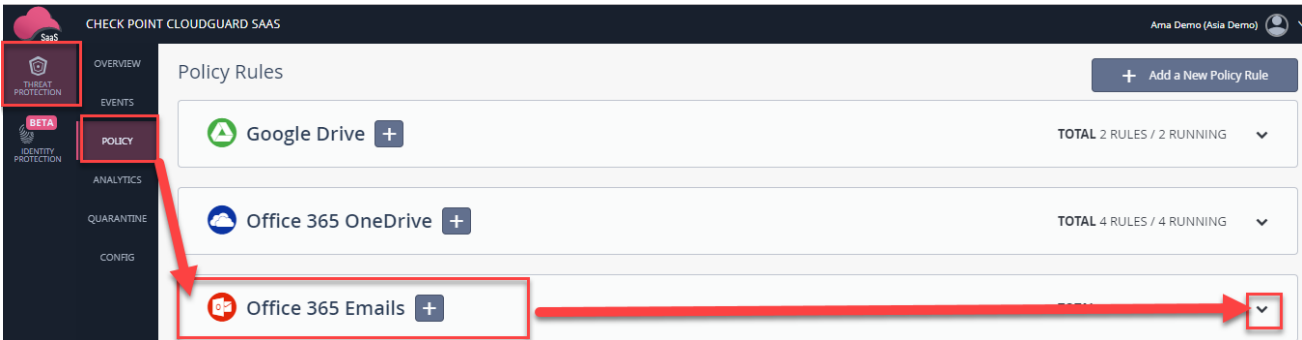 SaaS
CHECK POINT CLOUDGUARD SAAS
Ama Demo (Asia Demo)
THREAT
PROTECTION
BETA
IDENTITY
PROTECTION
OVERVIEW
EVENTS
POLICY
ANALYTICS
QUARANTINE
CONFIG
Policy Rules
+ Add a New Policy Rule
Google Drive +
TOTAL 2 RULES / 2 RUNNING
Office 365 OneDrive +
TOTAL 4 RULES / 4 RUNNING
Office 365 Emails +